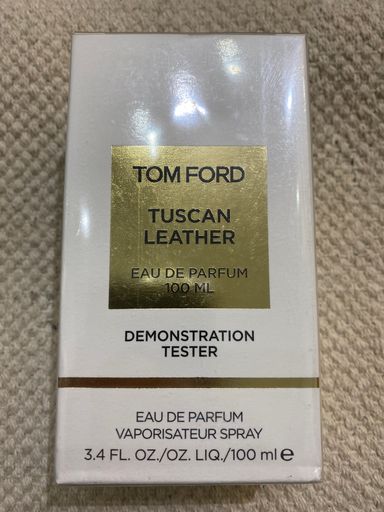 TOM FORD
TUSCAN
LEATHER
EAU DE PARFUM
100 ML
DEMONSTRATION
TESTER
EAU DE PARFUM
VAPORISATEUR SPRAY
3.4 FL. OZ./OZ. LIQ./100 ml ℮